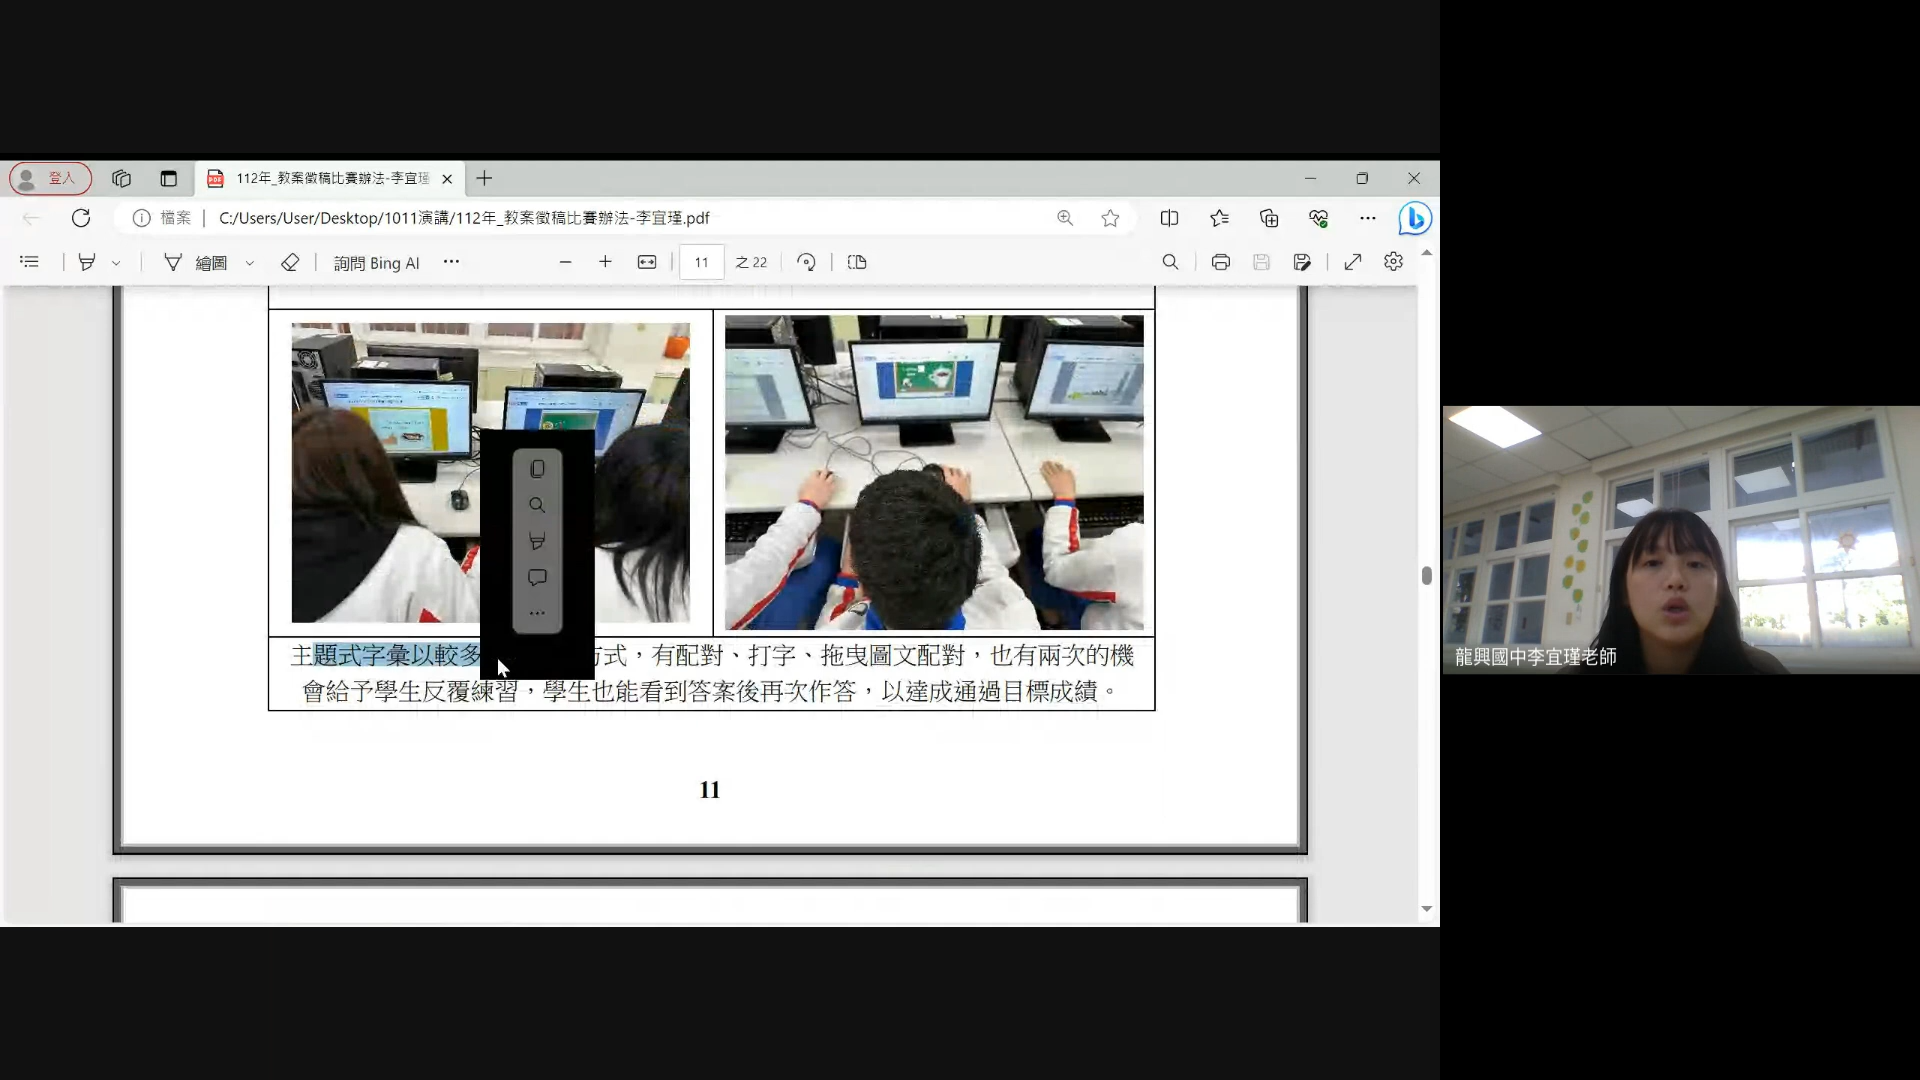 登入
112年_教案徵稿比賽辦法-李宜瑾
檔案
C:/Users/User/Desktop/1011演講/112年_教案徵稿比賽辦法-李宜瑾.pdf
繪圖
詢問 Bing AI
11
之 22
主題式字彙以較多
方式，有配對、打字、拖曳圖文配對，也有兩次的機
會給予學生反覆練習，學生也能看到答案後再次作答，以達成通過目標成績。
11
龍興國中李宜瑾老師